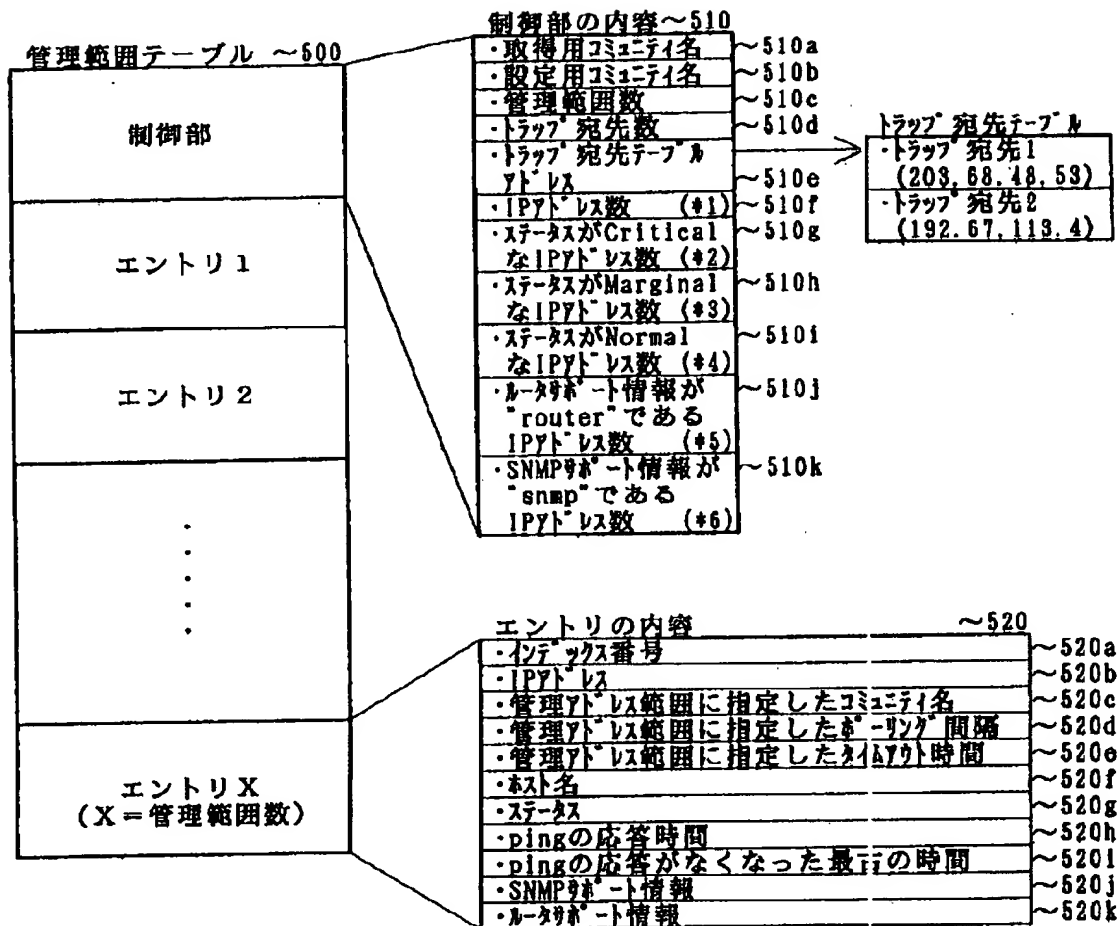 管理範囲テーブル ～500
制御部
エントリ1
エントリ2
エントリX
(X=管理範囲数)
制御部の内容～510
・取得用コミュニティ名 ～510a
・設定用コミュニティ名 ～510b
・管理範囲数 ～510c
・トラップ宛先数 ～510d
・トラップ宛先テーブル
アドレス ～510e
・IPアドレス数 (*1) ～510f
・ステータスがCritical ～510g
なIPアドレス数 (*2)
・ステータスがMarginal ～510h
なIPアドレス数 (*3)
・ステータスがNormal ～510i
なIPアドレス数 (*4)
・ルータサポート情報が ～510j
"router"である
IPアドレス数 (*5)
・SNMPサポート情報が ～510k
"snmp"である
IPアドレス数 (*6)
トラップ宛先テーブル
・トラップ宛先1
(203.68.48.53)
・トラップ宛先2
(192.67.113.4)
エントリの内容 ～520
・インデックス番号 ～520a
・IPアドレス ～520b
・管理アドレス範囲に指定したコミュニティ名 ～520c
・管理アドレス範囲に指定したポーリング間隔 ～520d
・管理アドレス範囲に指定したタイムアウト時間 ～520e
・ホスト名 ～520f
・ステータス ～520g
・pingの応答時間 ～520h
・pingの応答がなくなった最古の時間 ～520i
・SNMPサポート情報 ～520j
・ルータサポート情報 ～520k